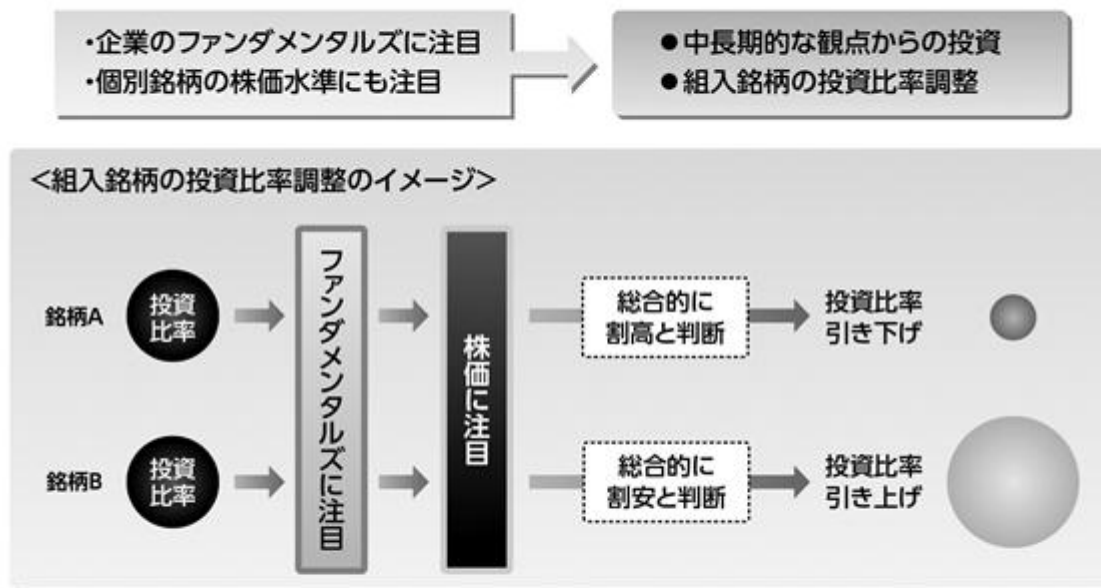 ・企業のファンダメンタルズに注目
・個別銘柄の株価水準にも注目
●中長期的な観点からの投資
●組入銘柄の投資比率調整
<組入銘柄の投資比率調整のイメージ>
銘柄A
投資
比率
ファンダメンタルズに注目
株価に注目
総合的に
割高と判断
投資比率
引き下げ
銘柄B
投資
比率
総合的に
割安と判断
投資比率
引き上げ